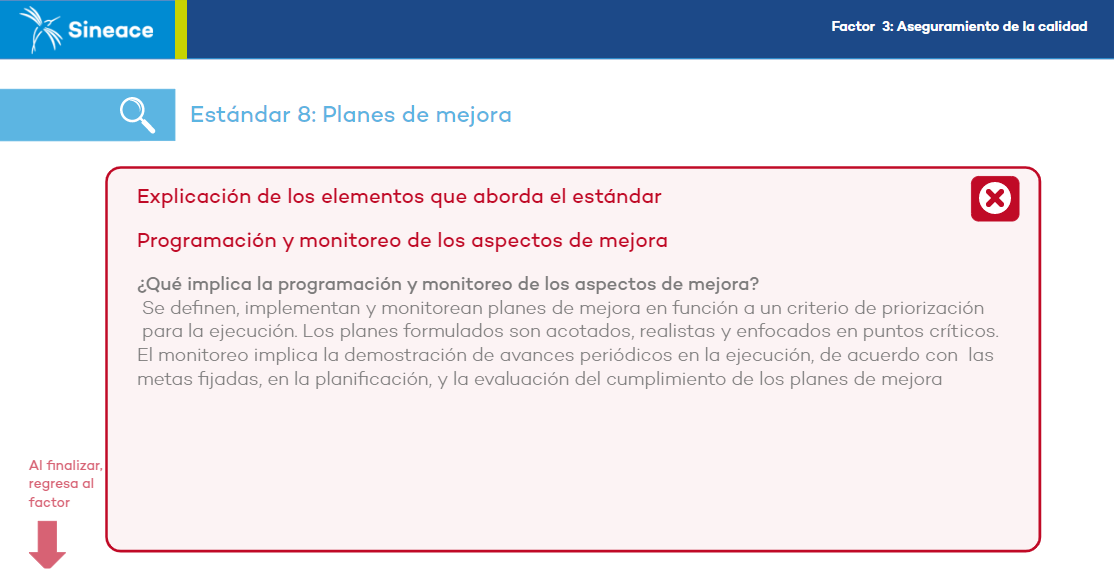 Sineace
Factor 3: Aseguramiento de la calidad
Estándar 8: Planes de mejora
Explicación de los elementos que aborda el estándar
Programación y monitoreo de los aspectos de mejora
¿Qué implica la programación y monitoreo de los aspectos de mejora?
Se definen, implementan y monitorean planes de mejora en función a un criterio de priorización
para la ejecución. Los planes formulados son acotados, realistas y enfocados en puntos críticos.
El monitoreo implica la demostración de avances periódicos en la ejecución, de acuerdo con las
metas fijadas, en la planificación, y la evaluación del cumplimiento de los planes de mejora
Al finalizar,
regresa al
factor